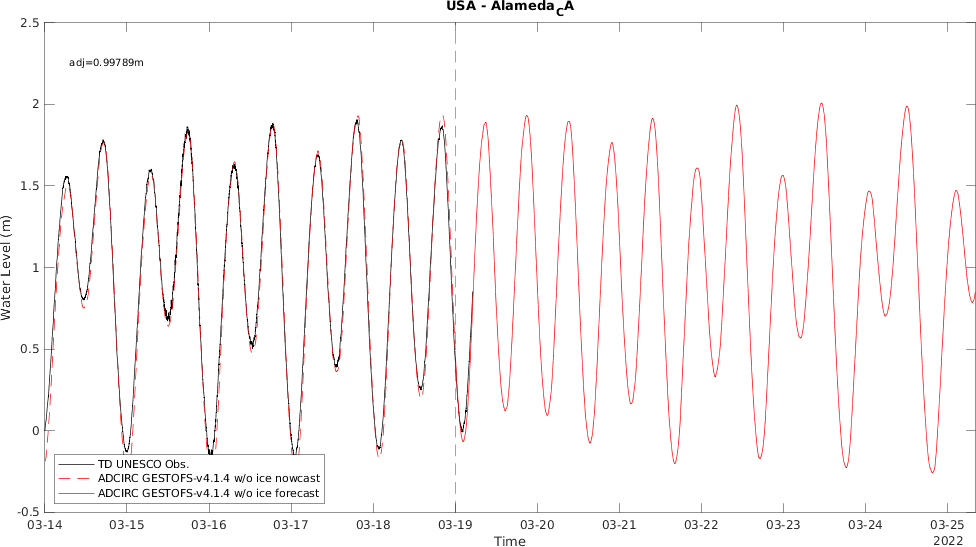 USA - Alameda_CA
2.5
adj=0.99789m
2
1.5
Water Level (m)
1
0.5
0
TD UNESCO Obs.
ADCIRC GESTOFS-v4.1.4 w/o ice nowcast
ADCIRC GESTOFS-v4.1.4 w/o ice forecast
-0.5
03-14 03-15 03-16 03-17 03-18 03-19 03-20 03-21 03-22 03-23 03-24 03-25
Time 2022